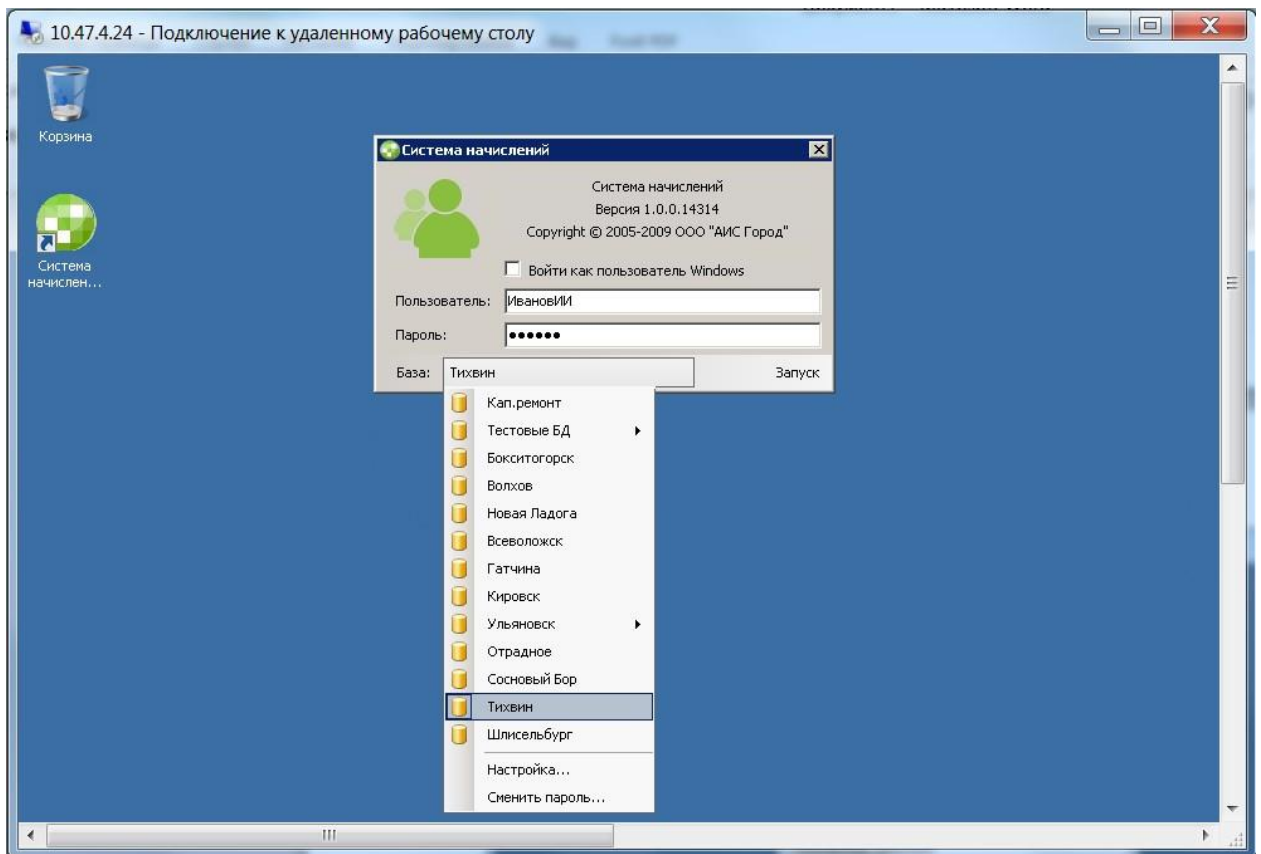 10.47.4.24 - Подключение к удаленному рабочему столу
Корзина
Система
начислен...
Система начислений
Система начислений
Версия 1.0.0.14314
Copyright © 2005-2009 ООО "АИС Город"
Войти как пользователь Windows
Пользователь: ИвановИИ
Пароль: ●●●●●●
База: Тихвин Запуск
Кап.ремонт
Тестовые БД
Бокситогорск
Волхов
Новая Ладога
Всеволожск
Гатчина
Кировск
Ульяновск
Отрадное
Сосновый Бор
Тихвин
Шлисельбург
Настройка...
Сменить пароль...